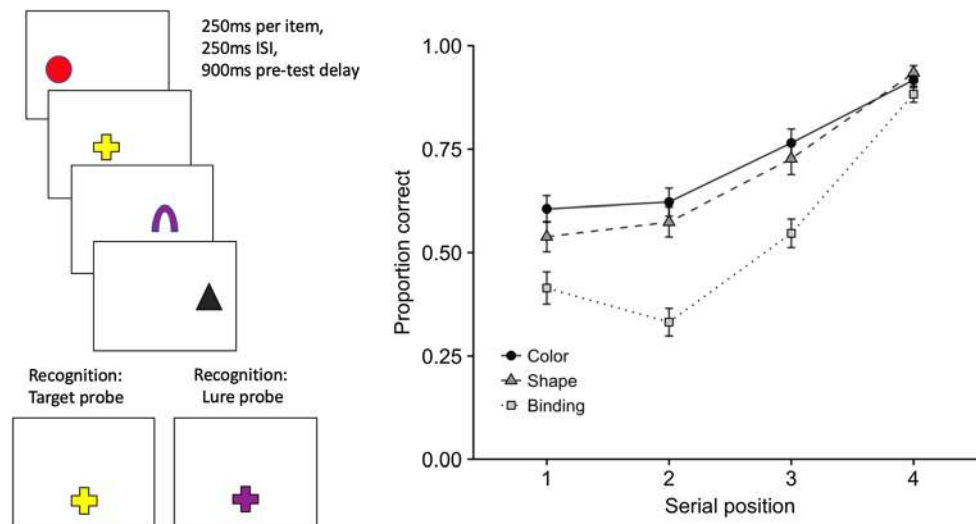 250ms per item,
250ms ISI,
900ms pre-test delay
Recognition:
Target probe
Recognition:
Lure probe
Proportion correct
1.00
0.75
0.50
0.25
0.00
Color
Shape
Binding
1 2 3 4
Serial position